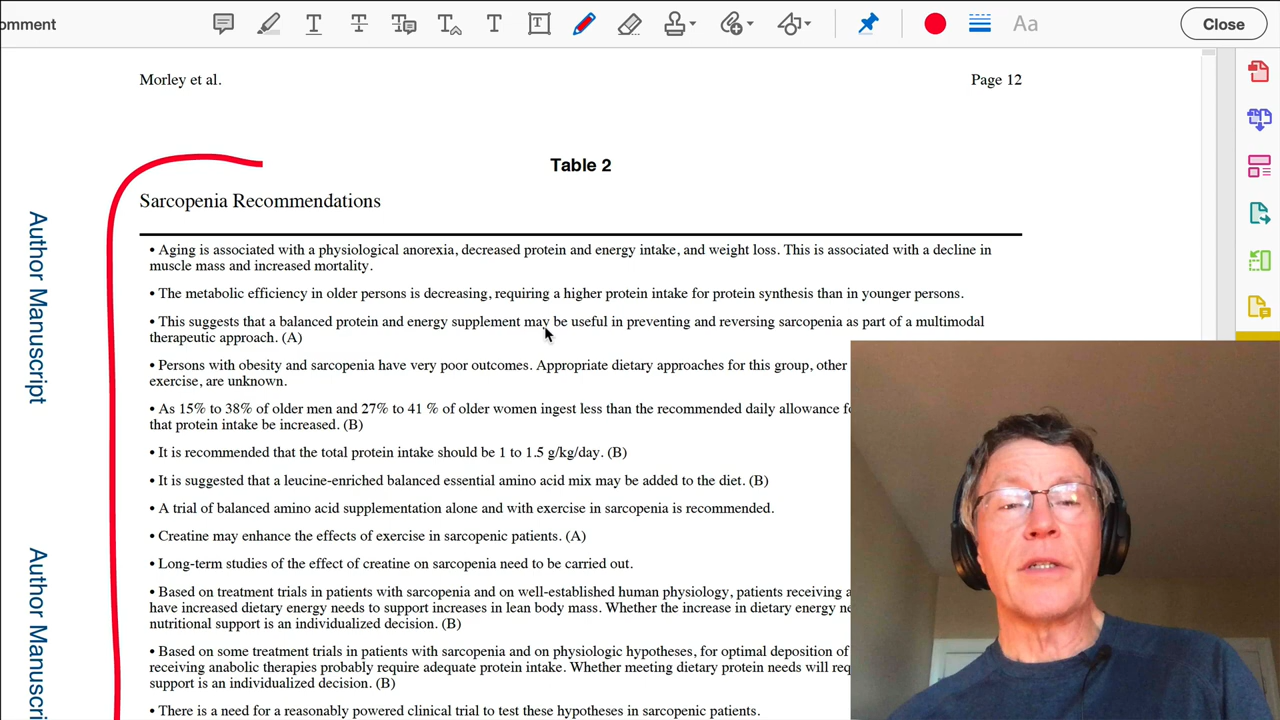 omment
T
T
T
T
T
T
Aa
Close
Morley et al.
Page 12
Table 2
Sarcopenia Recommendations
• Aging is associated with a physiological anorexia, decreased protein and energy intake, and weight loss. This is associated with a decline in
muscle mass and increased mortality.
• The metabolic efficiency in older persons is decreasing, requiring a higher protein intake for protein synthesis than in younger persons.
• This suggests that a balanced protein and energy supplement may be useful in preventing and reversing sarcopenia as part of a multimodal
therapeutic approach. (A)
• Persons with obesity and sarcopenia have very poor outcomes. Appropriate dietary approaches for this group, other
exercise, are unknown.
• As 15% to 38% of older men and 27% to 41 % of older women ingest less than the recommended daily allowance
that protein intake be increased. (B)
• It is recommended that the total protein intake should be 1 to 1.5 g/kg/day. (B)
• It is suggested that a leucine-enriched balanced essential amino acid mix may be added to the diet. (B)
• A trial of balanced amino acid supplementation alone and with exercise in sarcopenia is recommended.
• Creatine may enhance the effects of exercise in sarcopenic patients. (A)
• Long-term studies of the effect of creatine on sarcopenia need to be carried out.
• Based on treatment trials in patients with sarcopenia and on well-established human physiology, patients receiving
have increased dietary energy needs to support increases in lean body mass. Whether the increase in dietary energy
nutritional support is an individualized decision. (B)
• Based on some treatment trials in patients with sarcopenia and on physiologic hypotheses, for optimal deposition of
receiving anabolic therapies probably require adequate protein intake. Whether meeting dietary protein needs will
support is an individualized decision. (B)
• There is a need for a reasonably powered clinical trial to test these hypotheses in sarcopenic patients.
Author Manuscript
Author Manuscri